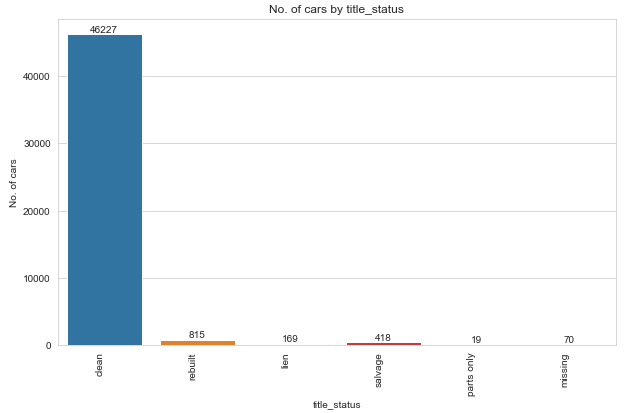 No. of cars by title_status
46227
815
169
418
19
70
40000
30000
20000
10000
0
No. of cars
clean
rebuilt
lien
salvage
parts only
missing
title_status